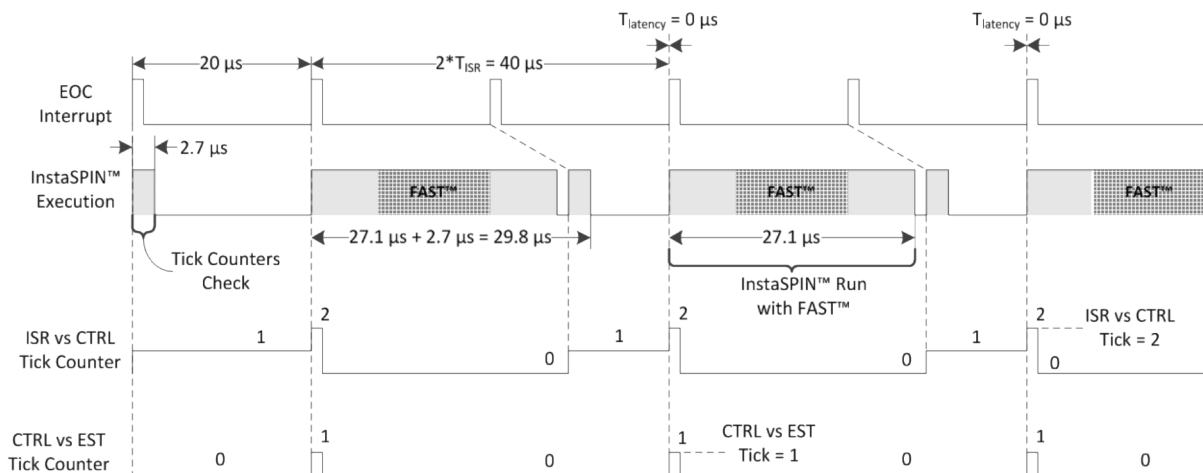 T_latency = 0 µs
T_latency = 0 µs
20 µs
2*T_ISR = 40 µs
EOC
Interrupt
2.7 µs
InstaSPIN™
Execution
FAST™
FAST™
FAST™
27.1 µs + 2.7 µs = 29.8 µs
27.1 µs
Tick Counters
Check
InstaSPIN™ Run
with FAST™
ISR vs CTRL
Tick Counter
1
2
0
1
2
0
1
2
0
ISR vs CTRL
Tick = 2
CTRL vs EST
Tick Counter
0
1
0
1
CTRL vs EST
Tick = 1
0
1
0